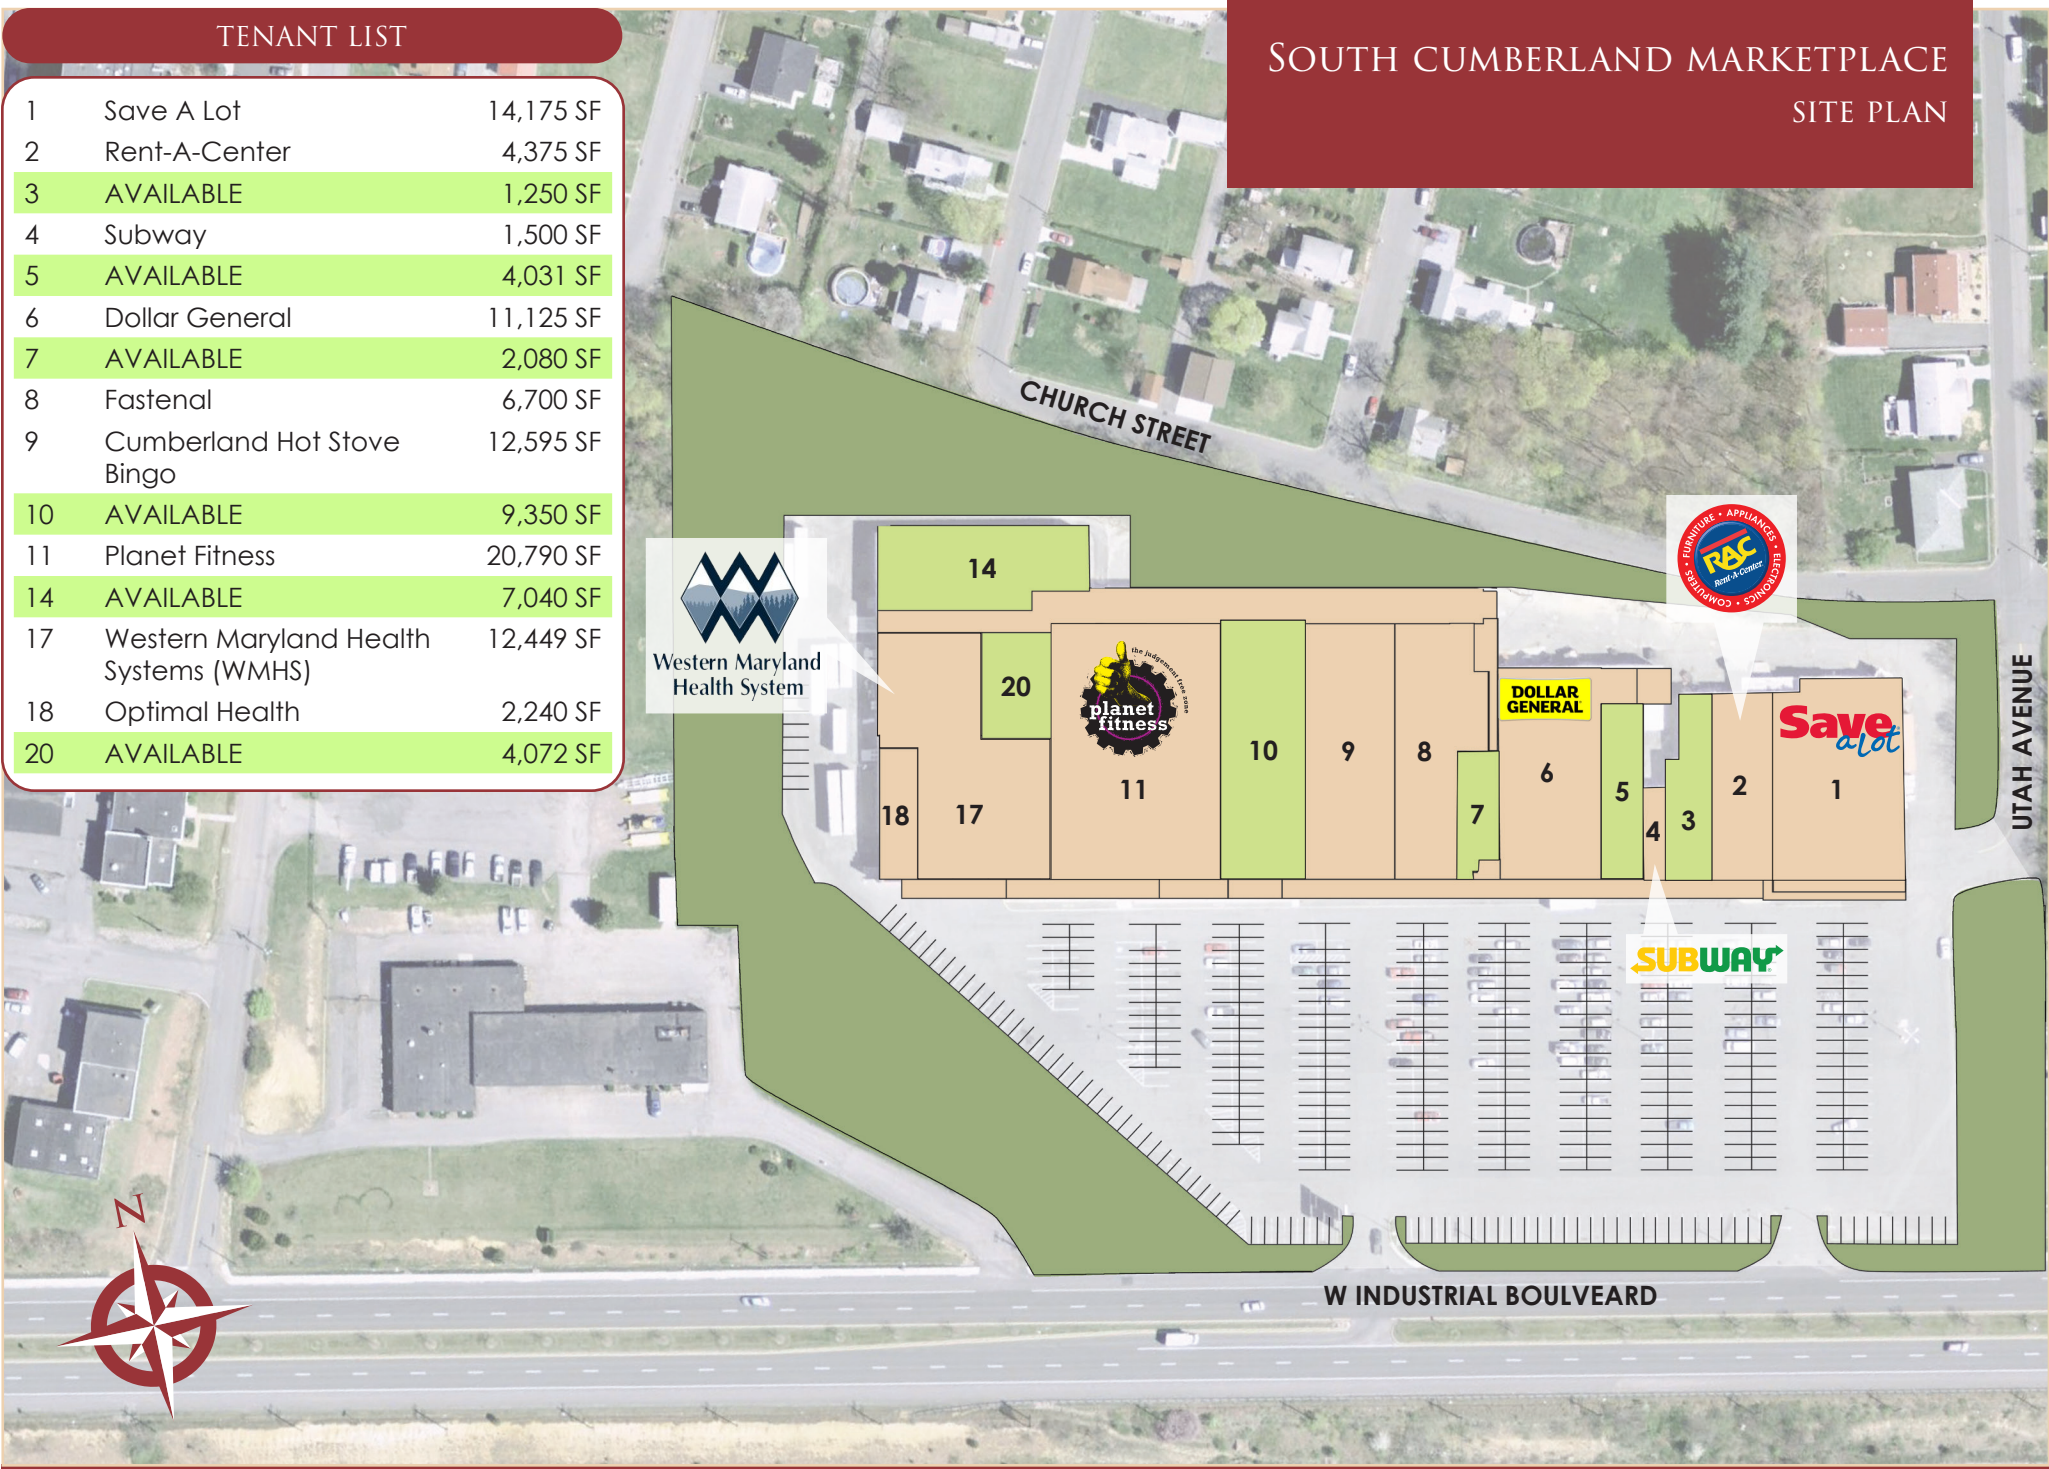 TENANT LIST
1 Save A Lot 14,175 SF
2 Rent-A-Center 4,375 SF
3 AVAILABLE 1,250 SF
4 Subway 1,500 SF
5 AVAILABLE 4,031 SF
6 Dollar General 11,125 SF
7 AVAILABLE 2,080 SF
8 Fastenal 6,700 SF
9 Cumberland Hot Stove 12,595 SF
Bingo
10 AVAILABLE 9,350 SF
11 Planet Fitness 20,790 SF
14 AVAILABLE 7,040 SF
17 Western Maryland Health 12,449 SF
Systems (WMHS)
18 Optimal Health 2,240 SF
20 AVAILABLE 4,072 SF
SOUTH CUMBERLAND MARKETPLACE
SITE PLAN
CHURCH STREET
FURNITURE • APPLIANCES • ELECTRONICS • COMPUTERS •
RAC
Rent-A-Center
14
Western Maryland
Health System
20
the judgement free zone
planet
fitness
DOLLAR
GENERAL
Save
a lot
UTAH AVENUE
18
17
11
10
9
8
7
6
5
4
3
2
1
SUBWAY
W INDUSTRIAL BOULVEARD
N